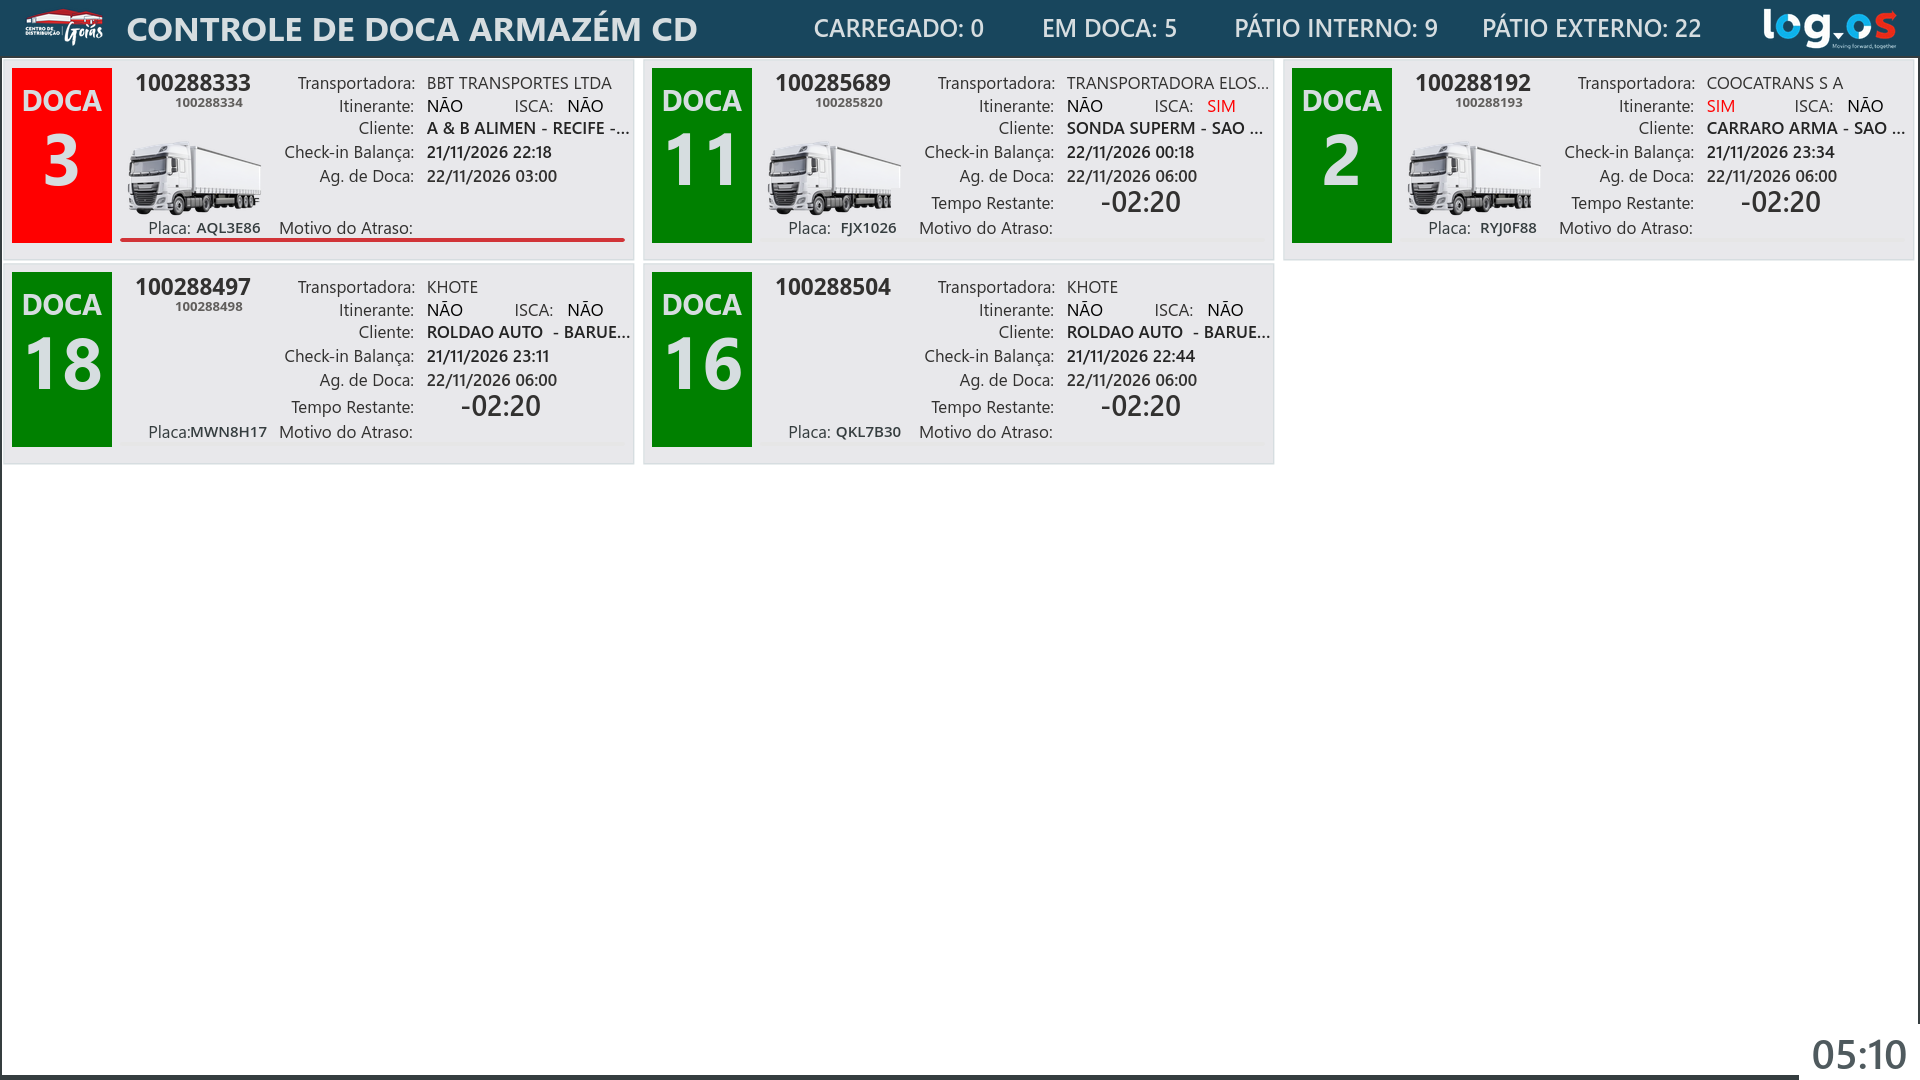 CENTRO DE DISTRIBUIÇÃO Goiás
CONTROLE DE DOCA ARMAZÉM CD
CARREGADO: 0
EM DOCA: 5
PÁTIO INTERNO: 9
PÁTIO EXTERNO: 22
log.os
Moving forward, together
DOCA
3
100288333
100288334
Transportadora: BBT TRANSPORTES LTDA
Itinerante: NÃO ISCA: NÃO
Cliente: A & B ALIMEN - RECIFE -...
Check-in Balança: 21/11/2026 22:18
Ag. de Doca: 22/11/2026 03:00
Placa: AQL3E86 Motivo do Atraso:
DOCA
11
100285689
100285820
Transportadora: TRANSPORTADORA ELOS...
Itinerante: NÃO ISCA: SIM
Cliente: SONDA SUPERM - SAO ...
Check-in Balança: 22/11/2026 00:18
Ag. de Doca: 22/11/2026 06:00
Tempo Restante: -02:20
Placa: FJX1026 Motivo do Atraso:
DOCA
2
100288192
100288193
Transportadora: COOCATRANS S A
Itinerante: SIM ISCA: NÃO
Cliente: CARRARO ARMA - SAO ...
Check-in Balança: 21/11/2026 23:34
Ag. de Doca: 22/11/2026 06:00
Tempo Restante: -02:20
Placa: RYJ0F88 Motivo do Atraso:
DOCA
18
100288497
100288498
Transportadora: KHOTE
Itinerante: NÃO ISCA: NÃO
Cliente: ROLDAO AUTO - BARUE...
Check-in Balança: 21/11/2026 23:11
Ag. de Doca: 22/11/2026 06:00
Tempo Restante: -02:20
Placa:MWN8H17 Motivo do Atraso:
DOCA
16
100288504
Transportadora: KHOTE
Itinerante: NÃO ISCA: NÃO
Cliente: ROLDAO AUTO - BARUE...
Check-in Balança: 21/11/2026 22:44
Ag. de Doca: 22/11/2026 06:00
Tempo Restante: -02:20
Placa: QKL7B30 Motivo do Atraso:
05:10